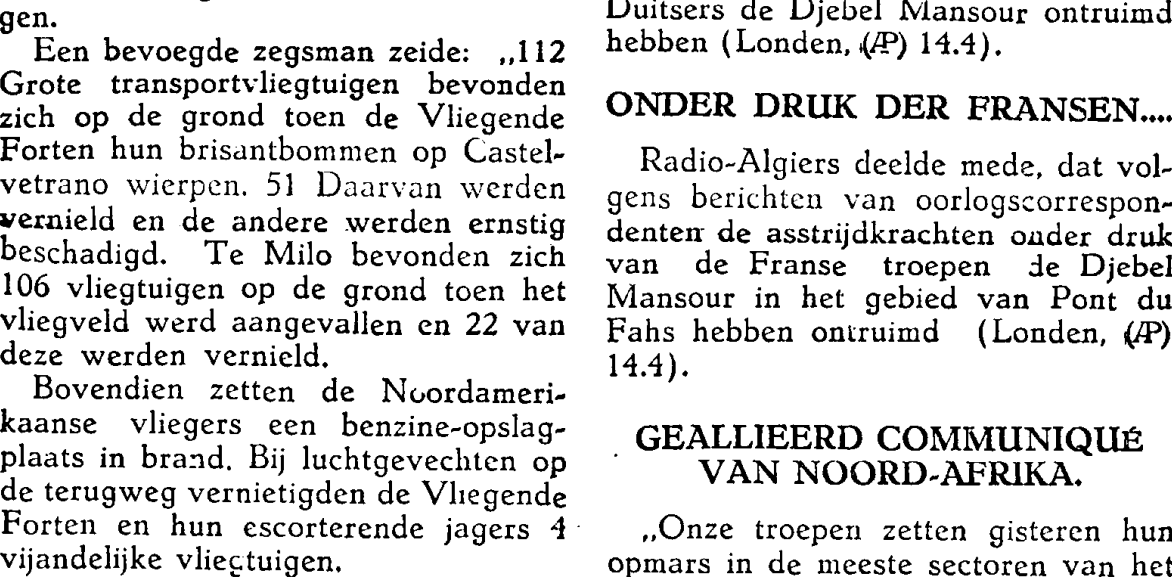 gen.
Een bevoegde zegsman zeide: „112
Grote transportvliegtuigen bevonden
zich op de grond toen de Vliegende
Forten hun brisantbommen op Castel-
vetrano wierpen. 51 Daarvan werden
vernield en de andere werden ernstig
beschadigd. Te Milo bevonden zich
106 vliegtuigen op de grond toen het
vliegveld werd aangevallen en 22 van
deze werden vernield.
Bovendien zetten de Noordameri-
kaanse vliegers een benzine-opslag-
plaats in brand. Bij luchtgevechten op
de terugweg vernietigden de Vliegende
Forten en hun escorterende jagers 4
vijandelijke vliegtuigen.
Duitsers de Djebel Mansour ontruimd
hebben (Londen, (AP) 14.4).
ONDER DRUK DER FRANSEN....
Radio-Algiers deelde mede, dat vol-
gens berichten van oorlogscorrespon-
denten de asstrijdkrachten onder druk
van de Franse troepen de Djebel
Mansour in het gebied van Pont du
Fahs hebben ontruimd (Londen, (AP)
14.4).
GEALLIEERD COMMUNIQUÉ
VAN NOORD-AFRIKA.
„Onze troepen zetten gisteren hun
opmars in de meeste sectoren van het